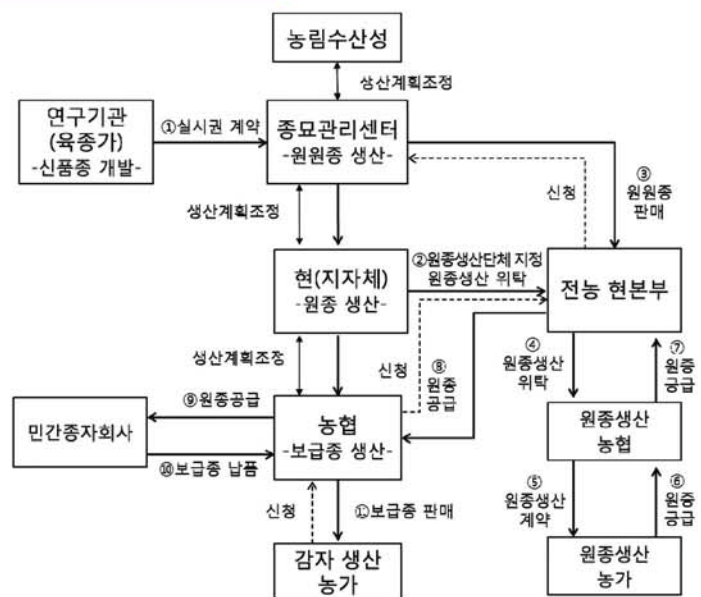 농림수산성
생산계획조정
연구기관
(육종가)
-신품종 개발-
①실시권 계약
종묘관리센터
-원원종 생산-
신청
③
원원종
판매
생산계획조정
현(지자체)
-원종 생산-
②원종생산단체 지정
원종생산 위탁
전농 현본부
생산계획조정
신청
⑧
원종
공급
④
원종생산
위탁
⑦
원종
공급
민간종자회사
⑨원종공급
⑩보급종 납품
농협
-보급종 생산-
원종생산
농협
신청
⑪보급종 판매
⑤
원종생산
계약
⑥
원종
공급
감자 생산
농가
원종생산
농가